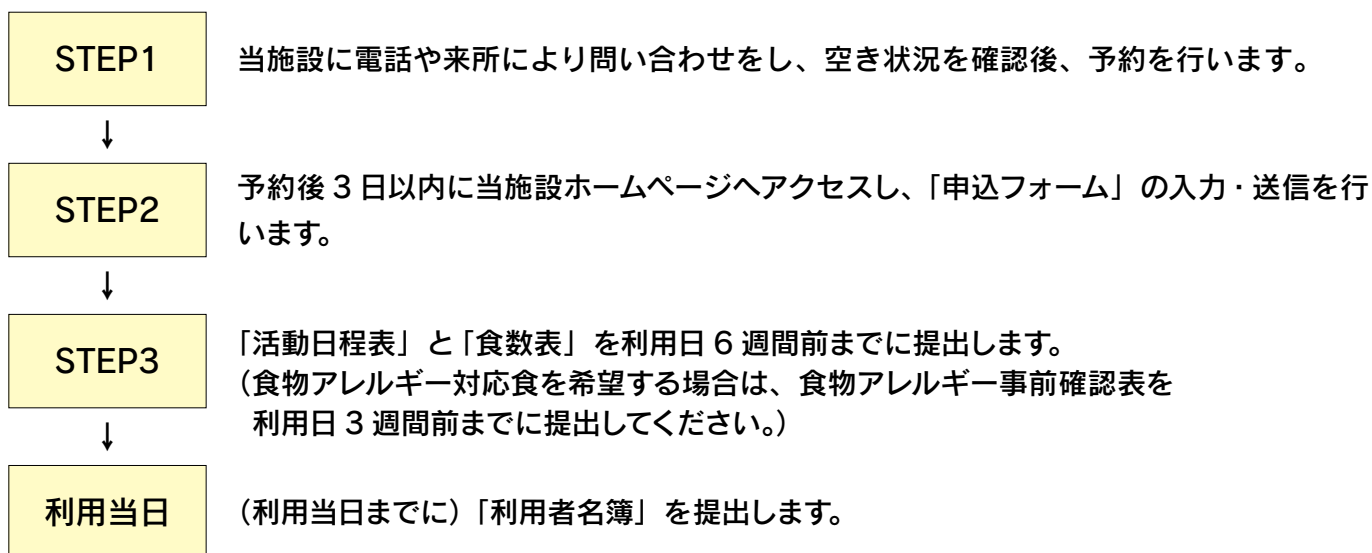 STEP1
当施設に電話や来所により問い合わせをし、空き状況を確認後、予約を行います。
↓
STEP2
予約後3日以内に当施設ホームページへアクセスし、「申込フォーム」の入力・送信を行
います。
↓
STEP3
「活動日程表」と「食数表」を利用日6週間前までに提出します。
(食物アレルギー対応食を希望する場合は、食物アレルギー事前確認表を
利用日3週間前までに提出してください。)
↓
利用当日
(利用当日までに)「利用者名簿」を提出します。